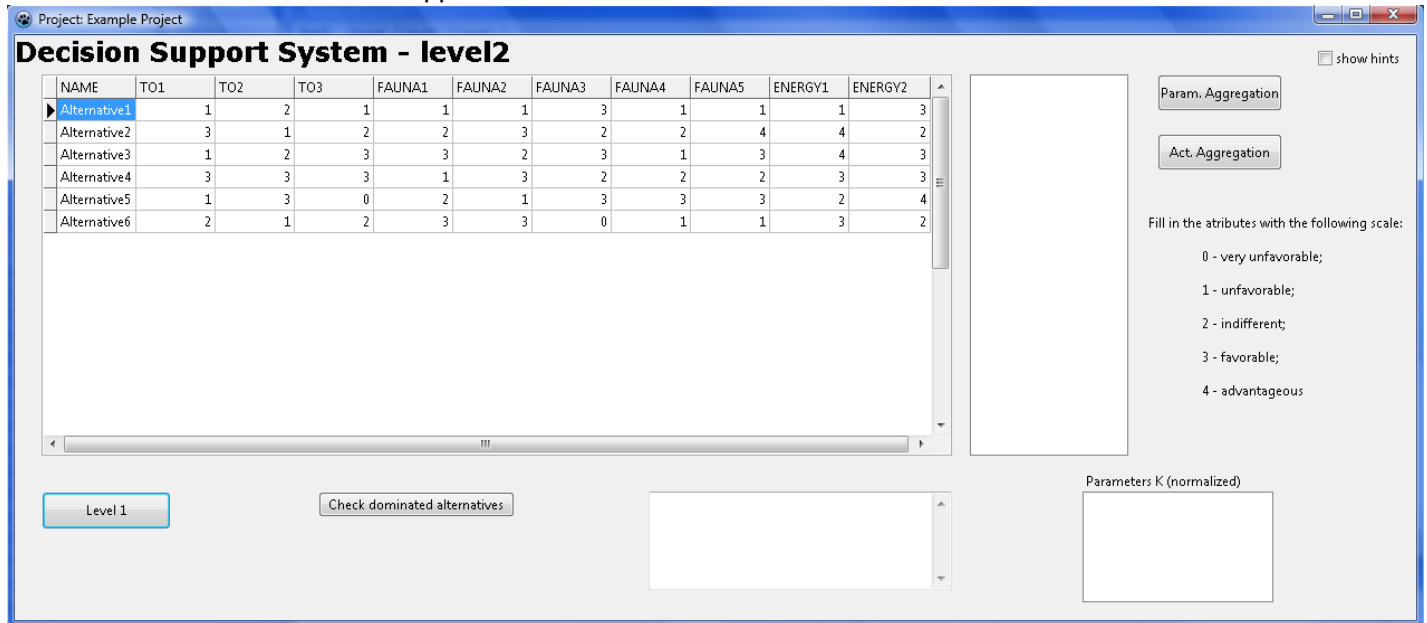 Project: Example Project
Decision Support System - level2
show hints
NAME TO1 TO2 TO3 FAUNA1 FAUNA2 FAUNA3 FAUNA4 FAUNA5 ENERGY1 ENERGY2
Alternative1 1 2 1 1 1 3 1 1 1 3
Alternative2 3 1 2 2 3 2 2 4 4 2
Alternative3 1 2 3 3 2 3 1 3 4 3
Alternative4 3 3 3 1 3 2 2 2 3 3
Alternative5 1 3 0 2 1 3 3 3 2 4
Alternative6 2 1 2 3 3 0 1 1 3 2
Param. Aggregation
Act. Aggregation
Fill in the atributes with the following scale:
0 - very unfavorable;
1 - unfavorable;
2 - indifferent;
3 - favorable;
4 - advantageous
Level 1
Check dominated alternatives
Parameters K (normalized)